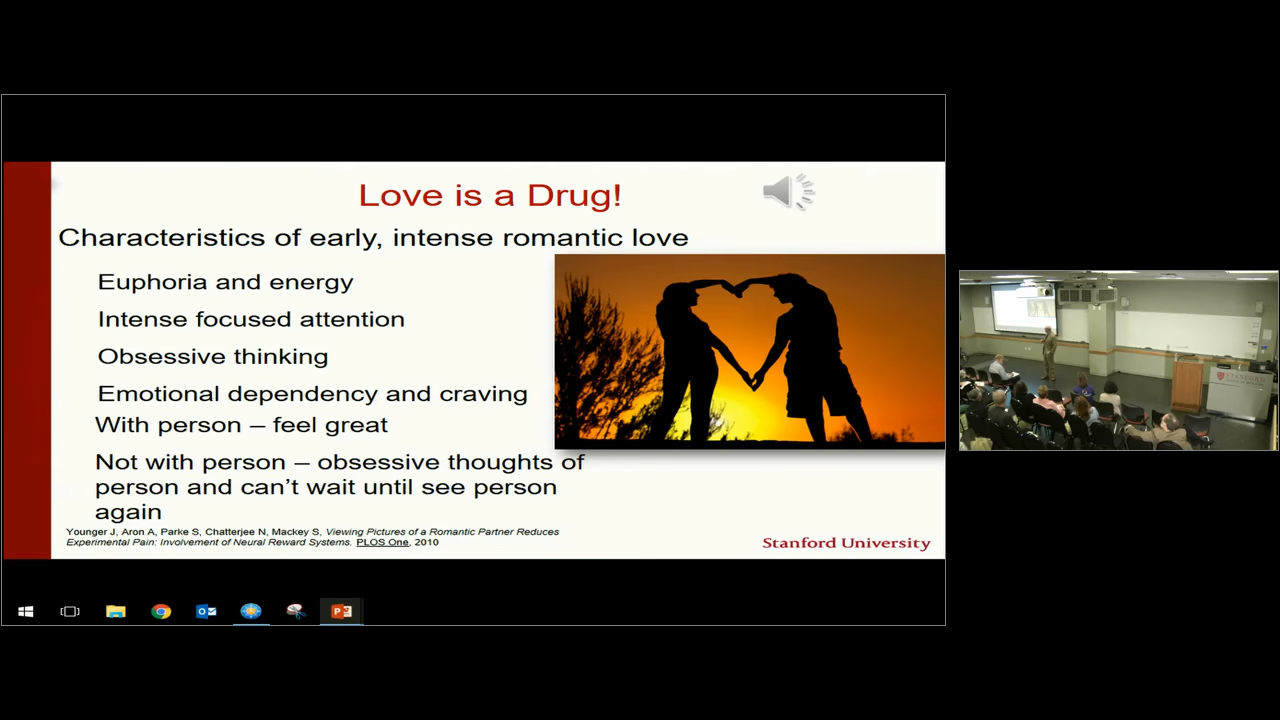 Love is a Drug!
Characteristics of early, intense romantic love
Euphoria and energy
Intense focused attention
Obsessive thinking
Emotional dependency and craving
With person – feel great
Not with person – obsessive thoughts of
person and can’t wait until see person
again
Younger J, Aron A, Parke S, Chatterjee N, Mackey S, Viewing Pictures of a Romantic Partner Reduces
Experimental Pain: Involvement of Neural Reward Systems. PLOS One, 2010
Stanford University